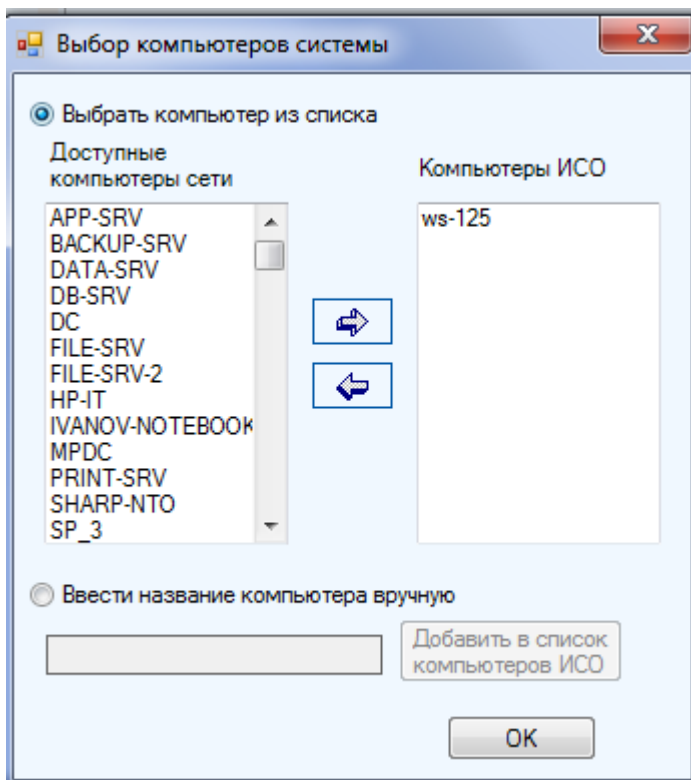 Выбор компьютеров системы
Выбрать компьютер из списка
Доступные
компьютеры сети
APP-SRV
BACKUP-SRV
DATA-SRV
DB-SRV
DC
FILE-SRV
FILE-SRV-2
HP-IT
IVANOV-NOTEBOOK
MPDC
PRINT-SRV
SHARP-NTO
SP_3
Компьютеры ИСО
ws-125
Ввести название компьютера вручную
Добавить в список
компьютеров ИСО
OK